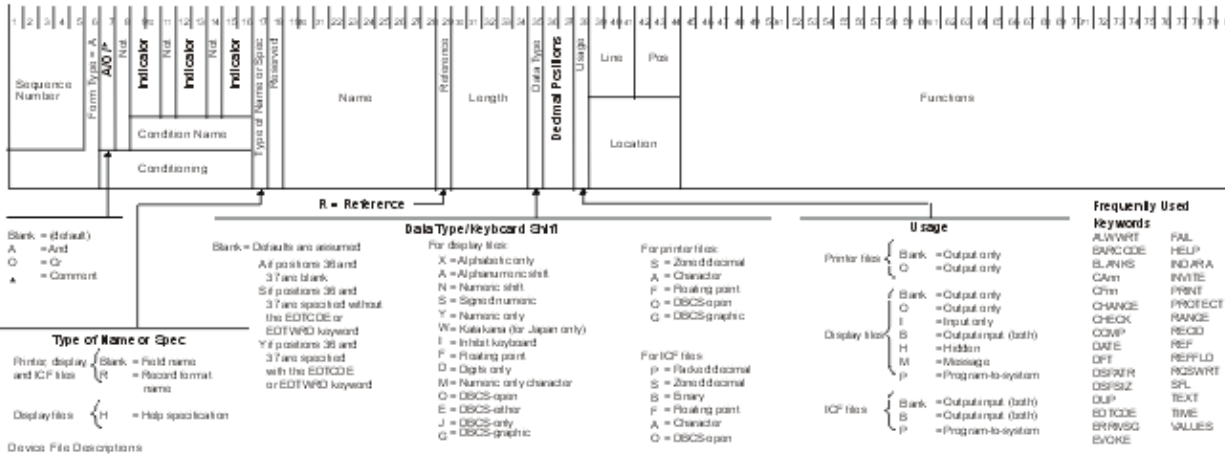 Sequence
Number
Form Type = A
A/O/*
Not
Indicator
Not
Indicator
Not
Indicator
Condition Name
Conditioning
Type of Name or Spec
Reserved
Name
Reference
Length
Data Type
Decimal Positions
Usage
Line
Pos
Location
Functions
R = Reference
Blank = (default)
A = And
O = Or
* = Comment
Type of Name or Spec
Printer, display
and ICF files
Blank = Field name
R = Record format
name
Display files
H = Help specification
Device File Descriptions
Data Type/Keyboard Shift
Blank = Defaults are assumed
A if positions 36 and
37 are blank
S if positions 36 and
37 are specified without
the EDTCDE or
EDTWRD keyword
Y if positions 36 and
37 are specified
with the EDTCDE
or EDTWRD keyword
For display files:
X = Alphabetic only
A = Alphanumeric shift
N = Numeric shift
S = Signed numeric
Y = Numeric only
W = Katakana (for Japan only)
I = Inhibit keyboard
F = Floating point
D = Digits only
M = Numeric only character
O = DBCS-open
E = DBCS-either
J = DBCS-only
G = DBCS-graphic
For printer files:
S = Zoned decimal
A = Character
F = Floating point
O = DBCS-open
G = DBCS-graphic
For ICF files
P = Packed decimal
S = Zoned decimal
B = Binary
F = Floating point
A = Character
O = DBCS-open
Usage
Printer files
Blank = Output only
O = Output only
Display files
Blank = Output only
O = Output only
I = Input only
B = Output/input (both)
H = Hidden
M = Message
P = Program-to-system
ICF files
Blank = Output/input (both)
B = Output/input (both)
P = Program-to-system
Frequently Used
Keywords
ALWWRT FAIL
BARCODE HELP
BLANKS INDARA
CAnn INVITE
CFnn PRINT
CHANGE PROTECT
CHECK RANGE
COMP RECID
DATE REF
DFT REFFLD
DSPATR RQSWRT
DSPSIZ SFL
DUP TEXT
EDTCDE TIME
ERRMSG VALUES
EVOKE